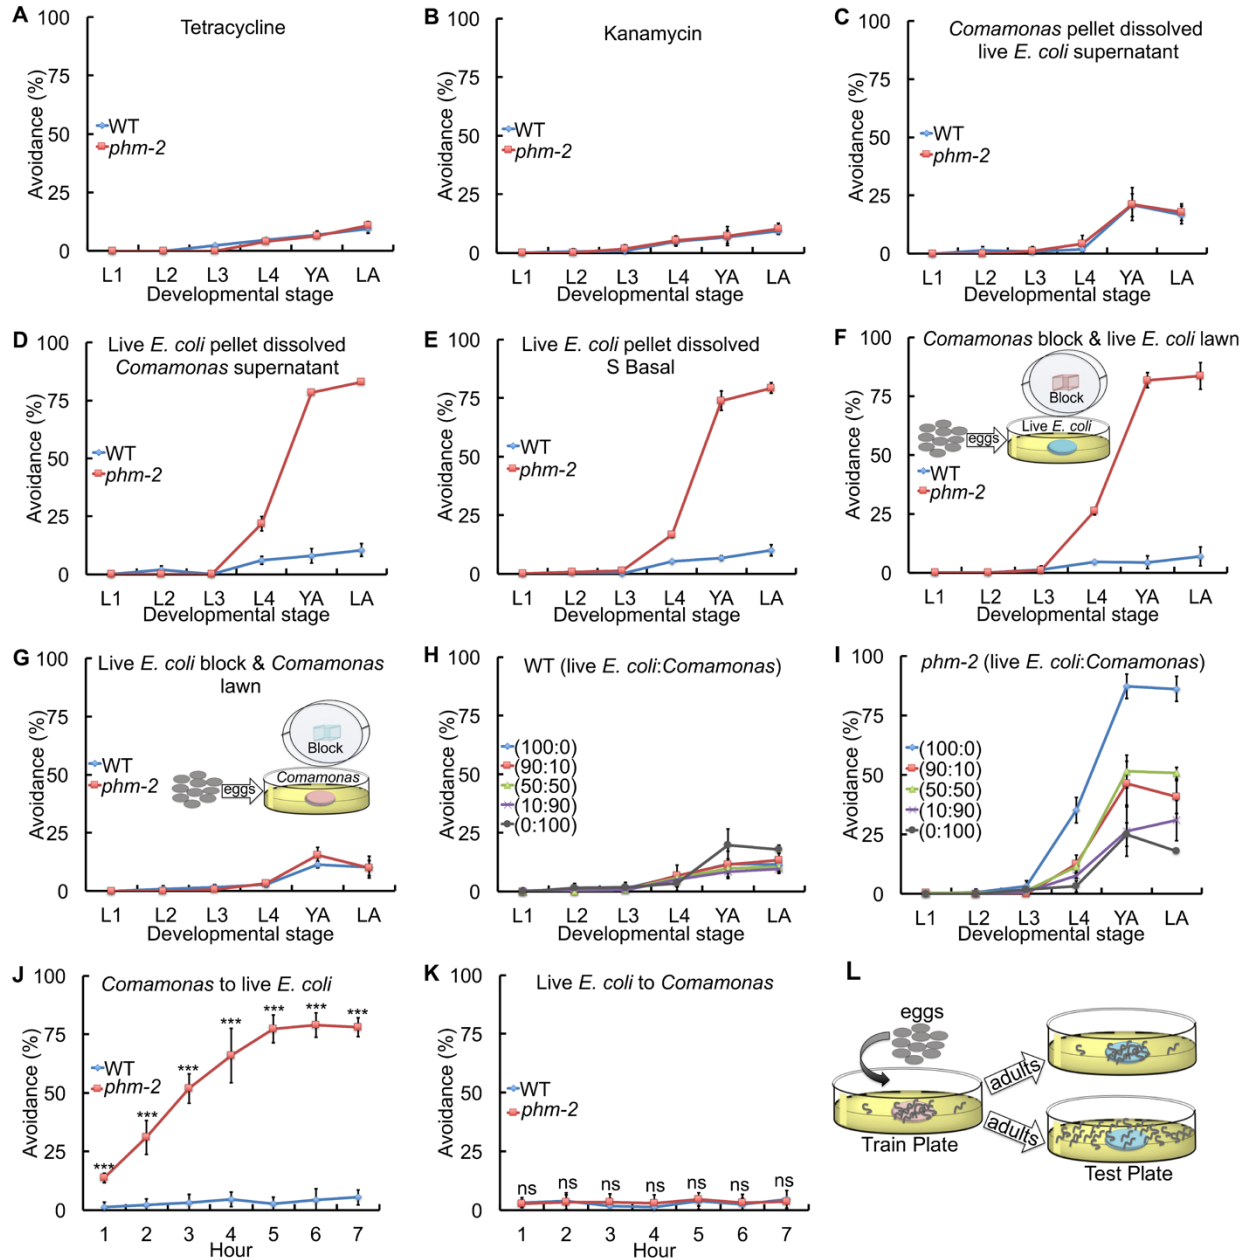 A
Tetracycline
Avoidance (%)
100
75
50
25
0
WT
phm-2
L1 L2 L3 L4 YA LA
Developmental stage
B
Kanamycin
Avoidance (%)
100
75
50
25
0
WT
phm-2
L1 L2 L3 L4 YA LA
Developmental stage
C
Comamonas pellet dissolved
live E. coli supernatant
Avoidance (%)
100
75
50
25
0
WT
phm-2
L1 L2 L3 L4 YA LA
Developmental stage
D
Live E. coli pellet dissolved
Comamonas supernatant
Avoidance (%)
100
75
50
25
0
WT
phm-2
L1 L2 L3 L4 YA LA
Developmental stage
E
Live E. coli pellet dissolved
S Basal
Avoidance (%)
100
75
50
25
0
WT
phm-2
L1 L2 L3 L4 YA LA
Developmental stage
F
Comamonas block & live E. coli lawn
Avoidance (%)
100
75
50
25
0
Block
Live E. coli
eggs
WT
phm-2
L1 L2 L3 L4 YA LA
Developmental stage
G
Live E. coli block & Comamonas
lawn
Avoidance (%)
100
75
50
25
0
WT
phm-2
Block
Comamonas
eggs
L1 L2 L3 L4 YA LA
Developmental stage
H
WT (live E. coli:Comamonas)
Avoidance (%)
100
75
50
25
0
(100:0)
(90:10)
(50:50)
(10:90)
(0:100)
L1 L2 L3 L4 YA LA
Developmental stage
I
phm-2 (live E. coli:Comamonas)
Avoidance (%)
100
75
50
25
0
(100:0)
(90:10)
(50:50)
(10:90)
(0:100)
L1 L2 L3 L4 YA LA
Developmental stage
J
Comamonas to live E. coli
Avoidance (%)
100
75
50
25
0
WT
phm-2
*** *** *** *** *** *** ***
1 2 3 4 5 6 7
Hour
K
Live E. coli to Comamonas
Avoidance (%)
100
75
50
25
0
WT
phm-2
ns ns ns ns ns ns ns
1 2 3 4 5 6 7
Hour
L
eggs
adults
adults
Train Plate
Test Plate